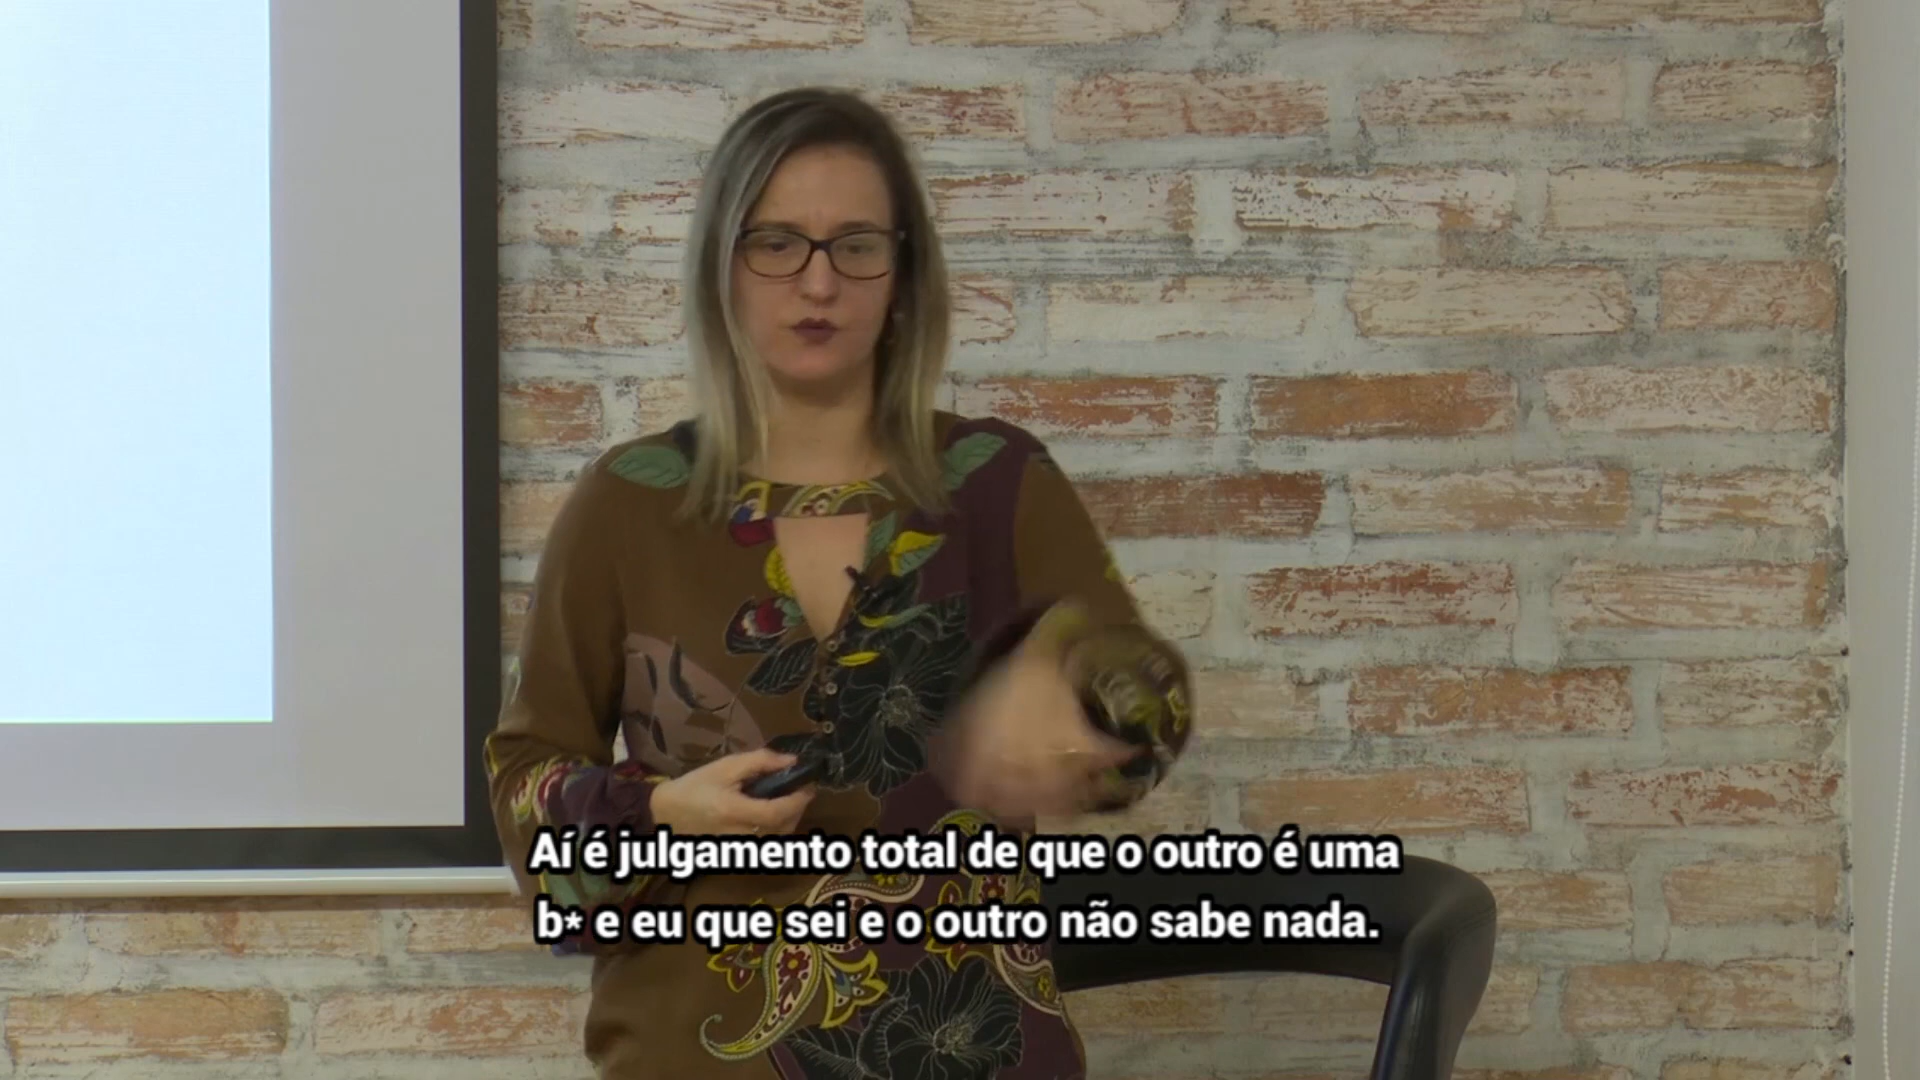 Aí é julgamento total de que o outro é uma
b* e eu que sei e o outro não sabe nada.